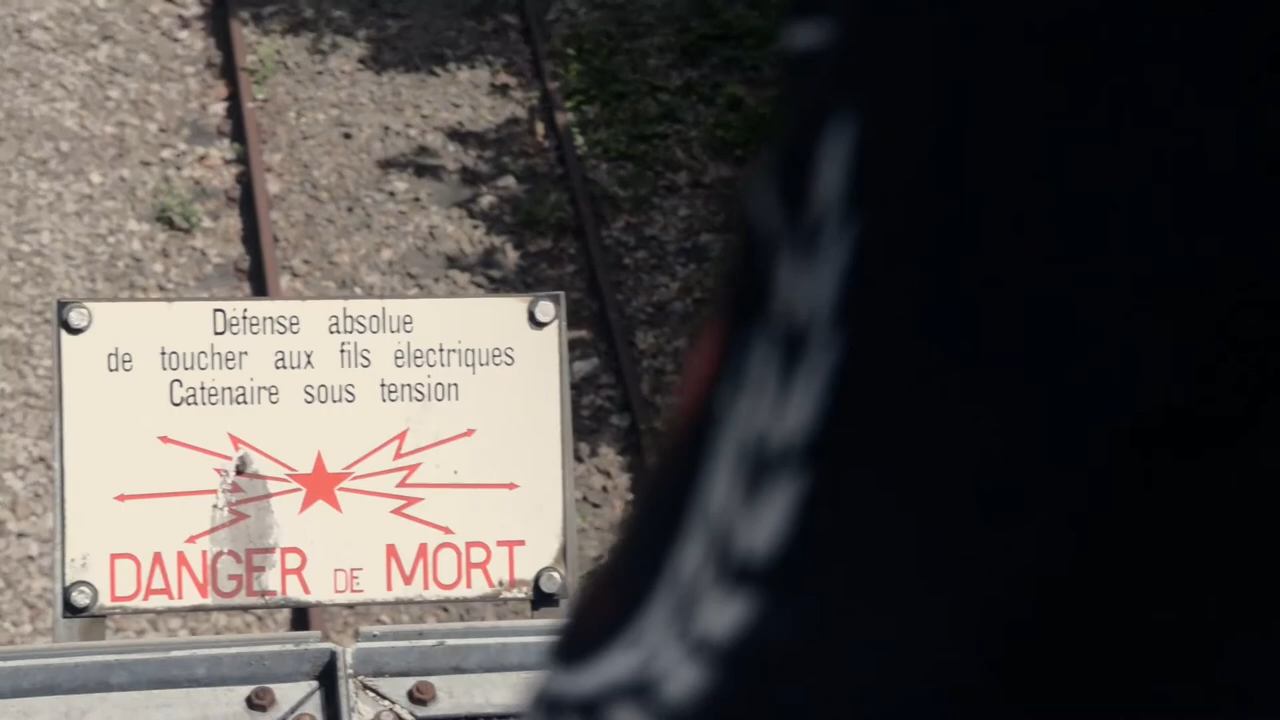 Défense absolue
de toucher aux fils électriques
Caténaire sous tension
DANGER DE MORT